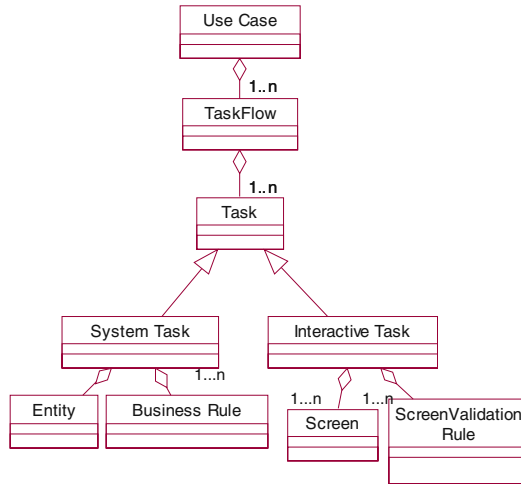 Use Case
1..n
TaskFlow
1..n
Task
System Task
Interactive Task
1...n
1...n
1...n
Entity
Business Rule
Screen
ScreenValidation
Rule